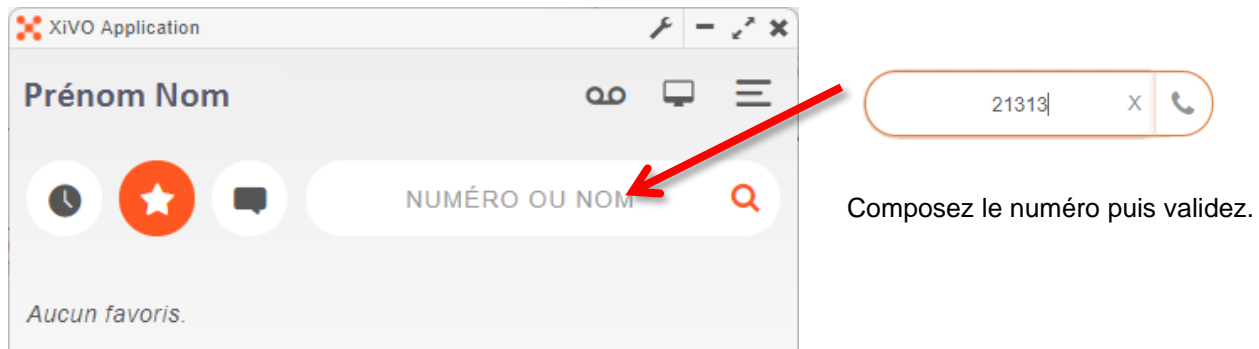 XiVO Application
Prénom Nom
21313 X
NUMÉRO OU NOM
Composez le numéro puis validez.
Aucun favoris.